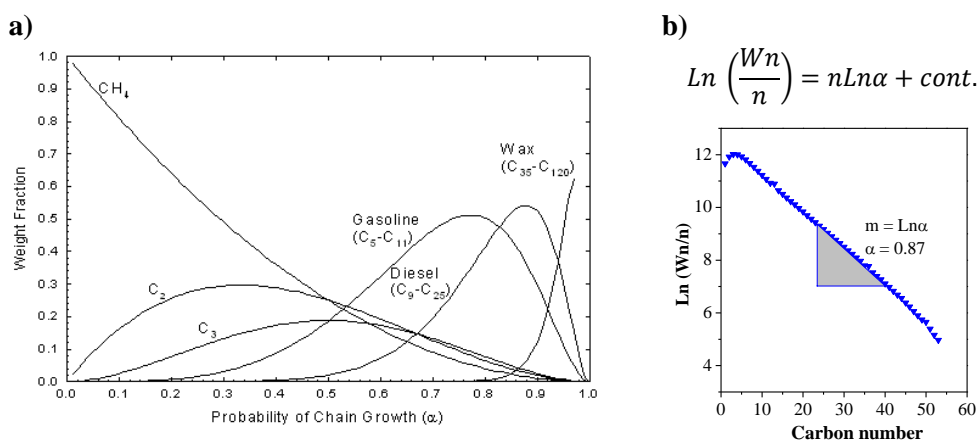 a)
1.0
0.9
0.8
0.7
0.6
0.5
0.4
0.3
0.2
0.1
0.0
Weight Fraction
CH4
C2
C3
Gasoline
(C5-C11)
Diesel
(C9-C25)
Wax
(C35-C120)
0.0 0.1 0.2 0.3 0.4 0.5 0.6 0.7 0.8 0.9 1.0
Probability of Chain Growth (α)
b)
Ln (Wn/n) = nLnα + cont.
12
10
8
6
4
Ln (Wn/n)
m = Lnα
α = 0.87
0 10 20 30 40 50 60
Carbon number